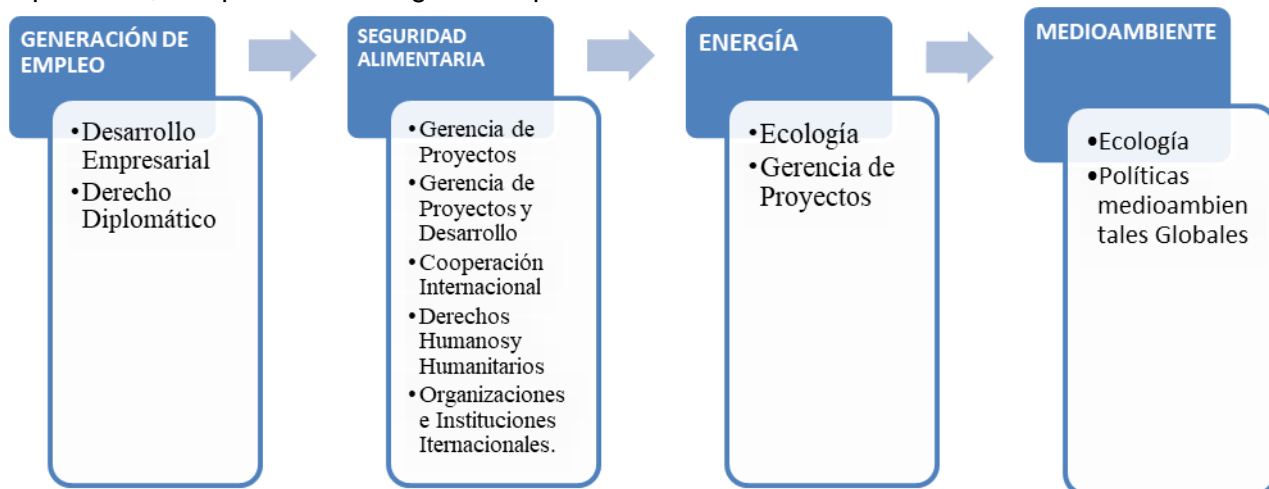 GENERACIÓN DE
EMPLEO
•Desarrollo
Empresarial
•Derecho
Diplomático
SEGURIDAD
ALIMENTARIA
•Gerencia de
Proyectos
•Gerencia de
Proyectos y
Desarrollo
•Cooperación
Internacional
•Derechos
Humanosy
Humanitarios
•Organizaciones
e Instituciones
Iternacionales.
ENERGÍA
•Ecología
•Gerencia de
Proyectos
MEDIOAMBIENTE
•Ecología
•Políticas
medioambien
tales Globales